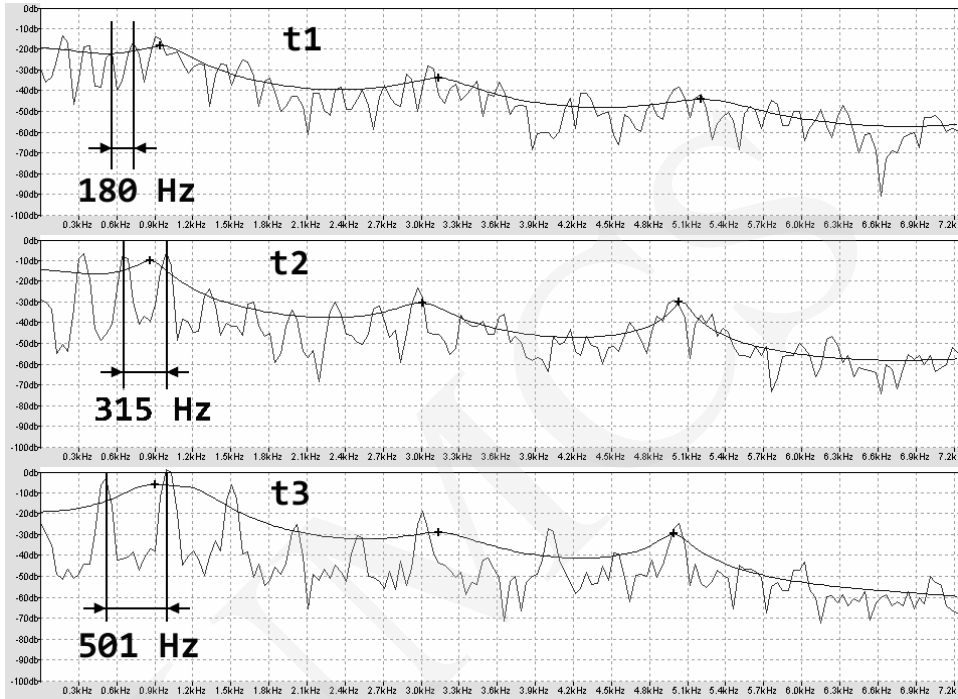 0db
-10db
-20db
-30db
-40db
-50db
-60db
-70db
-80db
-90db
-100db
t1
180 Hz
0.3kHz 0.6kHz 0.9kHz 1.2kHz 1.5kHz 1.8kHz 2.1kHz 2.4kHz 2.7kHz 3.0kHz 3.3kHz 3.6kHz 3.9kHz 4.2kHz 4.5kHz 4.8kHz 5.1kHz 5.4kHz 5.7kHz 6.0kHz 6.3kHz 6.6kHz 6.9kHz 7.2k
0db
-10db
-20db
-30db
-40db
-50db
-60db
-70db
-80db
-90db
-100db
t2
315 Hz
0.3kHz 0.6kHz 0.9kHz 1.2kHz 1.5kHz 1.8kHz 2.1kHz 2.4kHz 2.7kHz 3.0kHz 3.3kHz 3.6kHz 3.9kHz 4.2kHz 4.5kHz 4.8kHz 5.1kHz 5.4kHz 5.7kHz 6.0kHz 6.3kHz 6.6kHz 6.9kHz 7.2k
0db
-10db
-20db
-30db
-40db
-50db
-60db
-70db
-80db
-90db
-100db
t3
501 Hz
0.3kHz 0.6kHz 0.9kHz 1.2kHz 1.5kHz 1.8kHz 2.1kHz 2.4kHz 2.7kHz 3.0kHz 3.3kHz 3.6kHz 3.9kHz 4.2kHz 4.5kHz 4.8kHz 5.1kHz 5.4kHz 5.7kHz 6.0kHz 6.3kHz 6.6kHz 6.9kHz 7.2k
UMCS